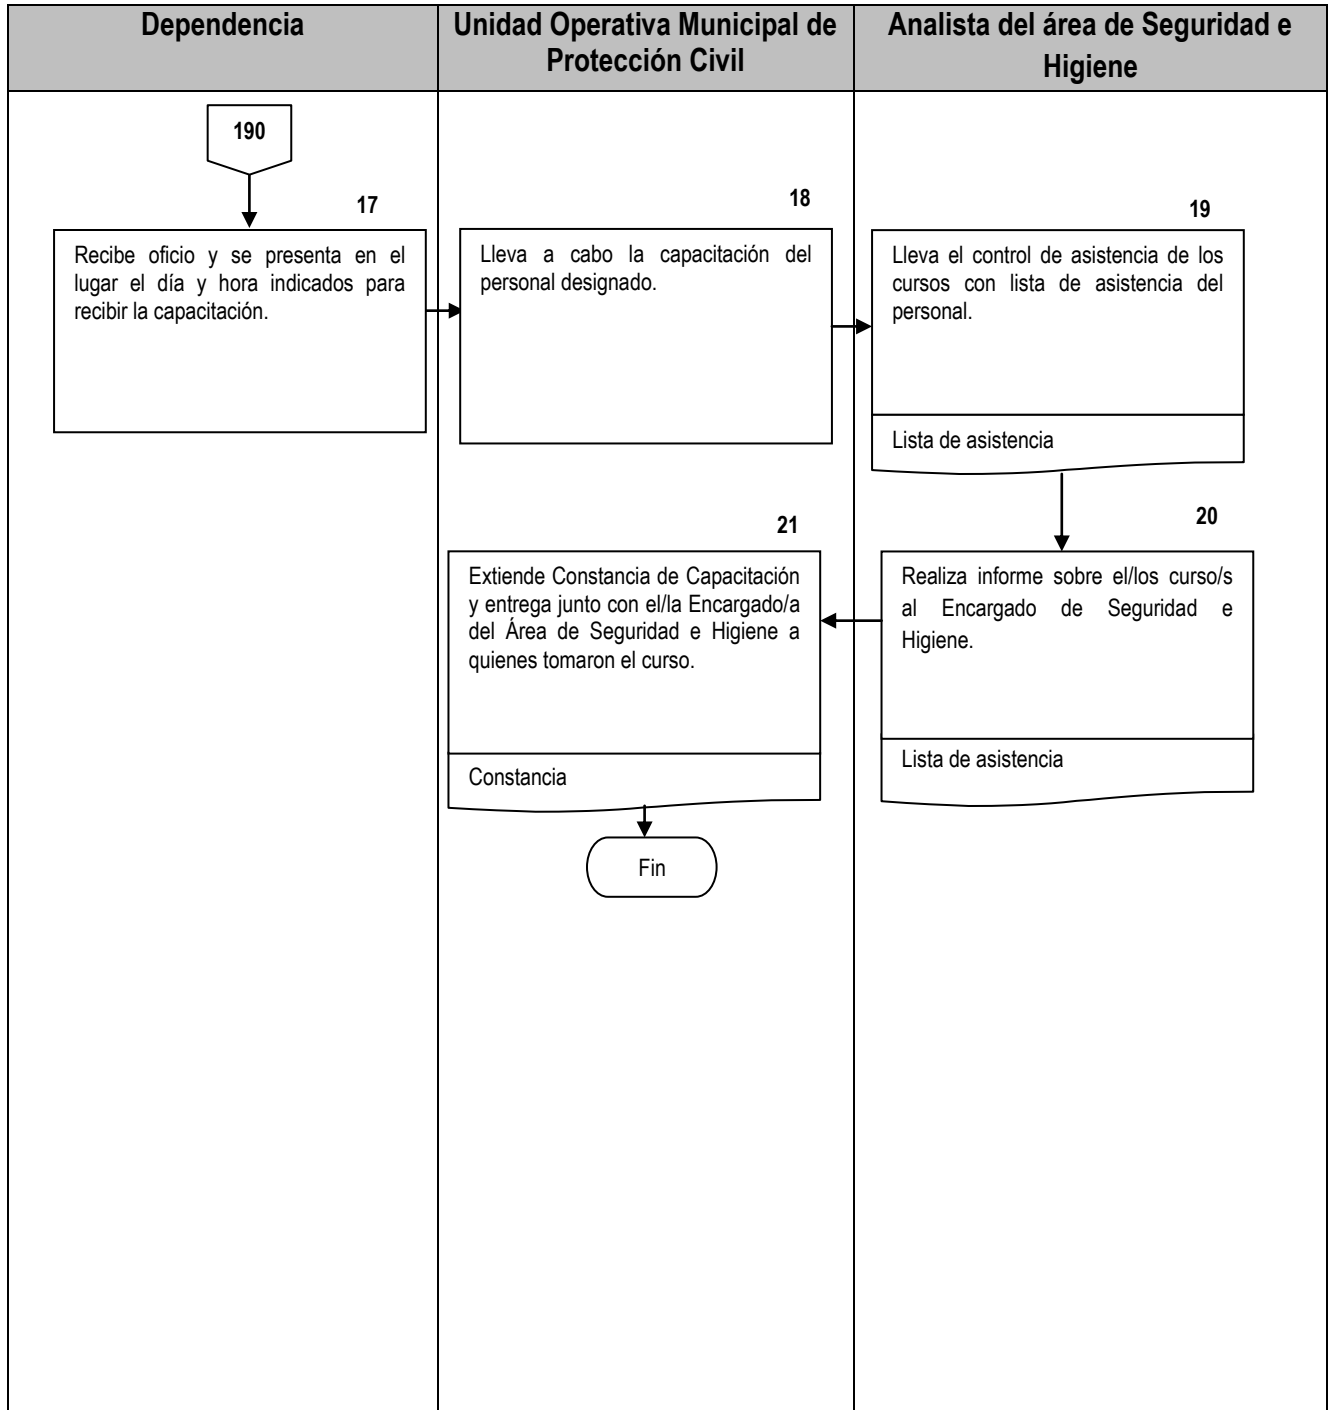 Dependencia
Unidad Operativa Municipal de
Protección Civil
Analista del área de Seguridad e
Higiene
190
17
Recibe oficio y se presenta en el
lugar el día y hora indicados para
recibir la capacitación.
18
Lleva a cabo la capacitación del
personal designado.
19
Lleva el control de asistencia de los
cursos con lista de asistencia del
personal.
Lista de asistencia
20
Realiza informe sobre el/los curso/s
al Encargado de Seguridad e
Higiene.
Lista de asistencia
21
Extiende Constancia de Capacitación
y entrega junto con el/la Encargado/a
del Área de Seguridad e Higiene a
quienes tomaron el curso.
Constancia
Fin